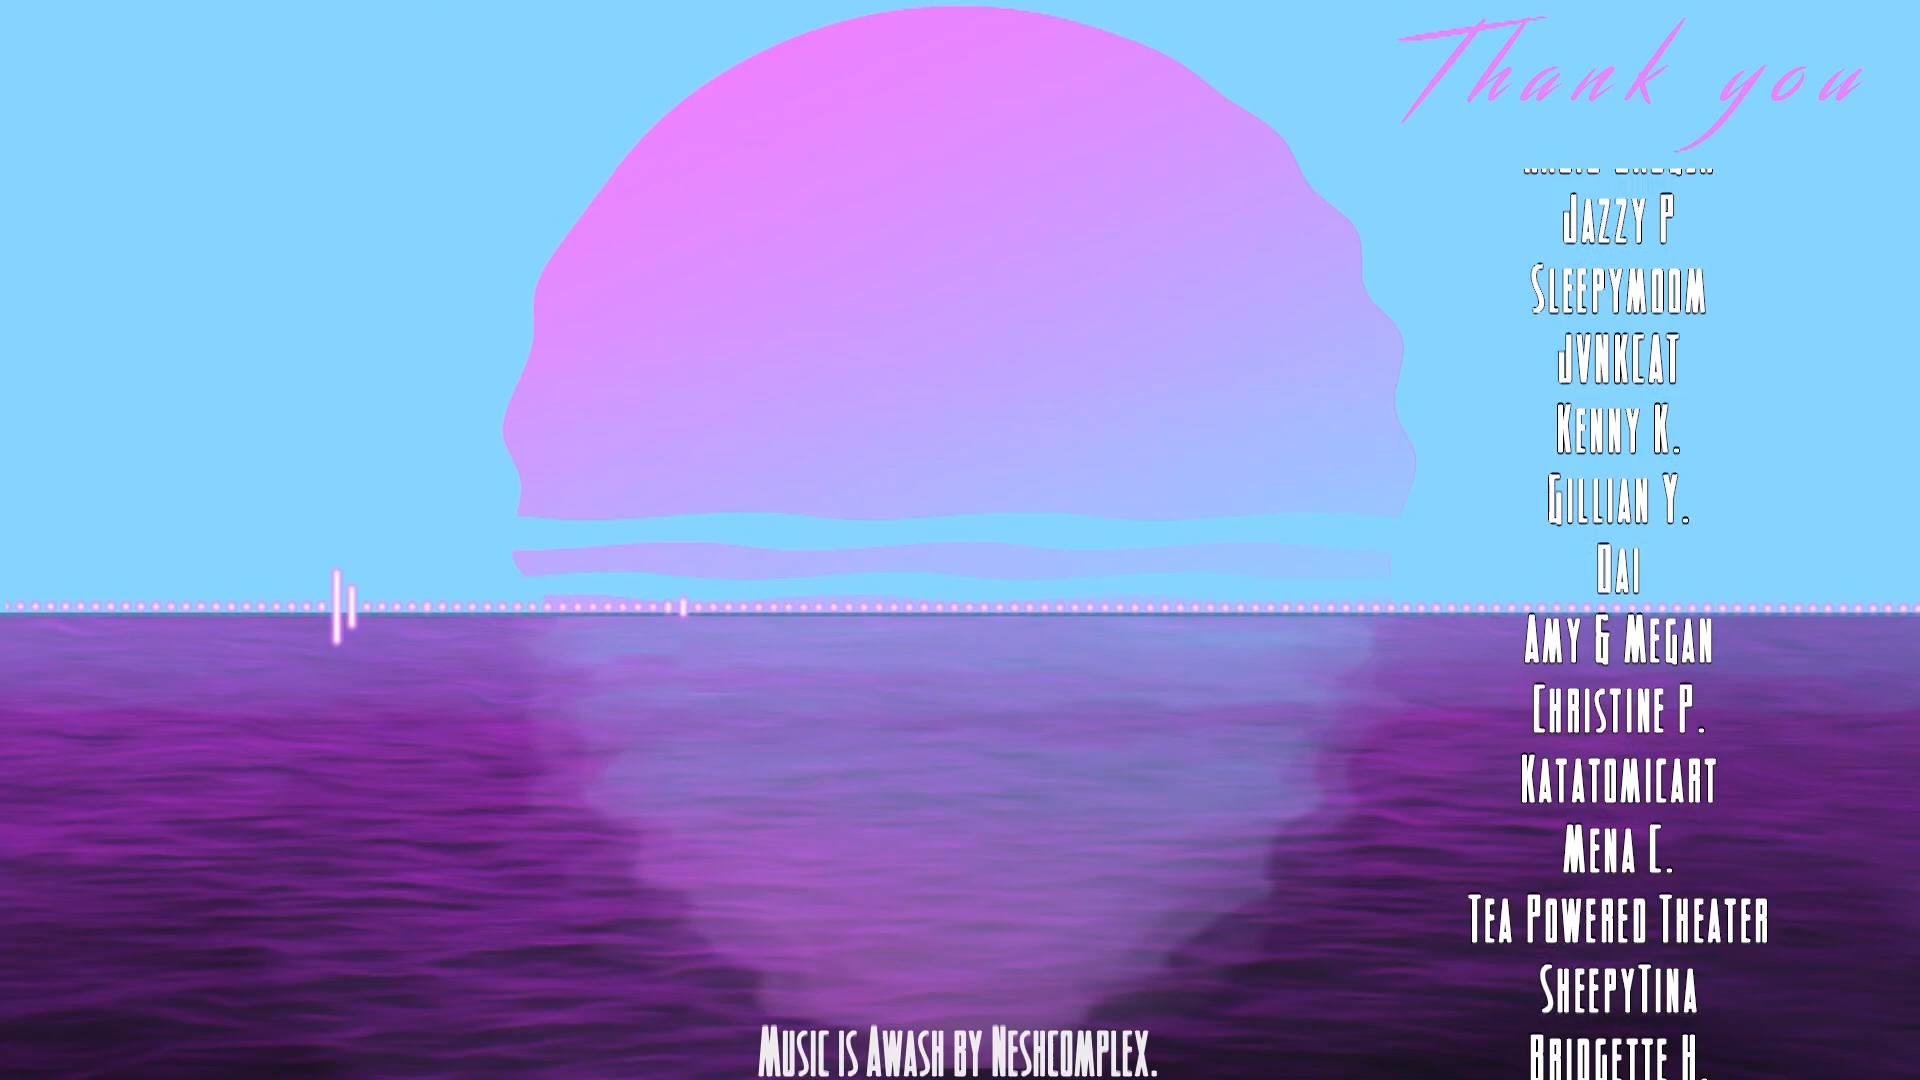 Thank you
Jazzy P
Sleepymoom
JVNKCAT
Kenny K.
Gillian Y.
Dai
Amy & Megan
Christine P.
Katatomicart
Mena C.
Tea Powered Theater
SheepyTina
Bridgette H.
Music is Awash by Neshcomplex.